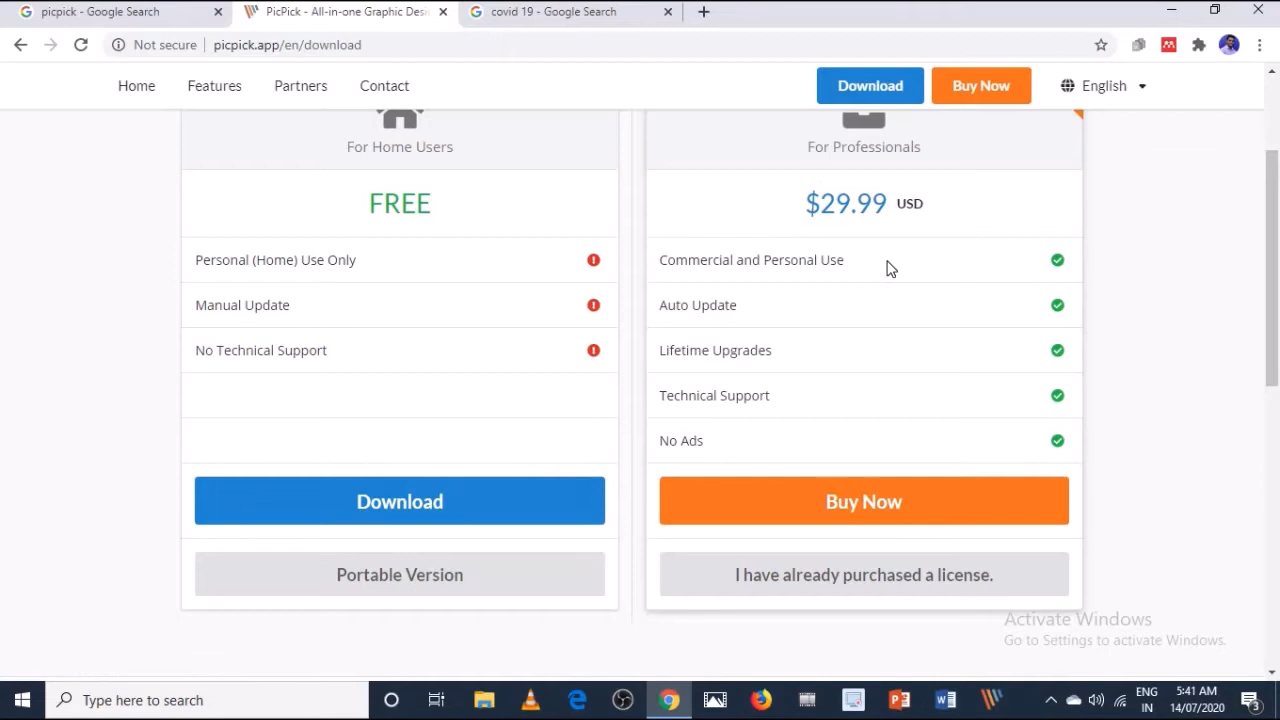 picpick - Google Search
PicPick - All-in-one Graphic Desi
covid 19 - Google Search
Not secure
picpick.app/en/download
Home
Features
Partners
Contact
Download
Buy Now
English
For Home Users
FREE
Personal (Home) Use Only
Manual Update
No Technical Support
Download
Portable Version
For Professionals
$29.99 USD
Commercial and Personal Use
Auto Update
Lifetime Upgrades
Technical Support
No Ads
Buy Now
I have already purchased a license.
Activate Windows
Go to Settings to activate Windows.
Type here to search
ENG
IN
5:41 AM
14/07/2020
3